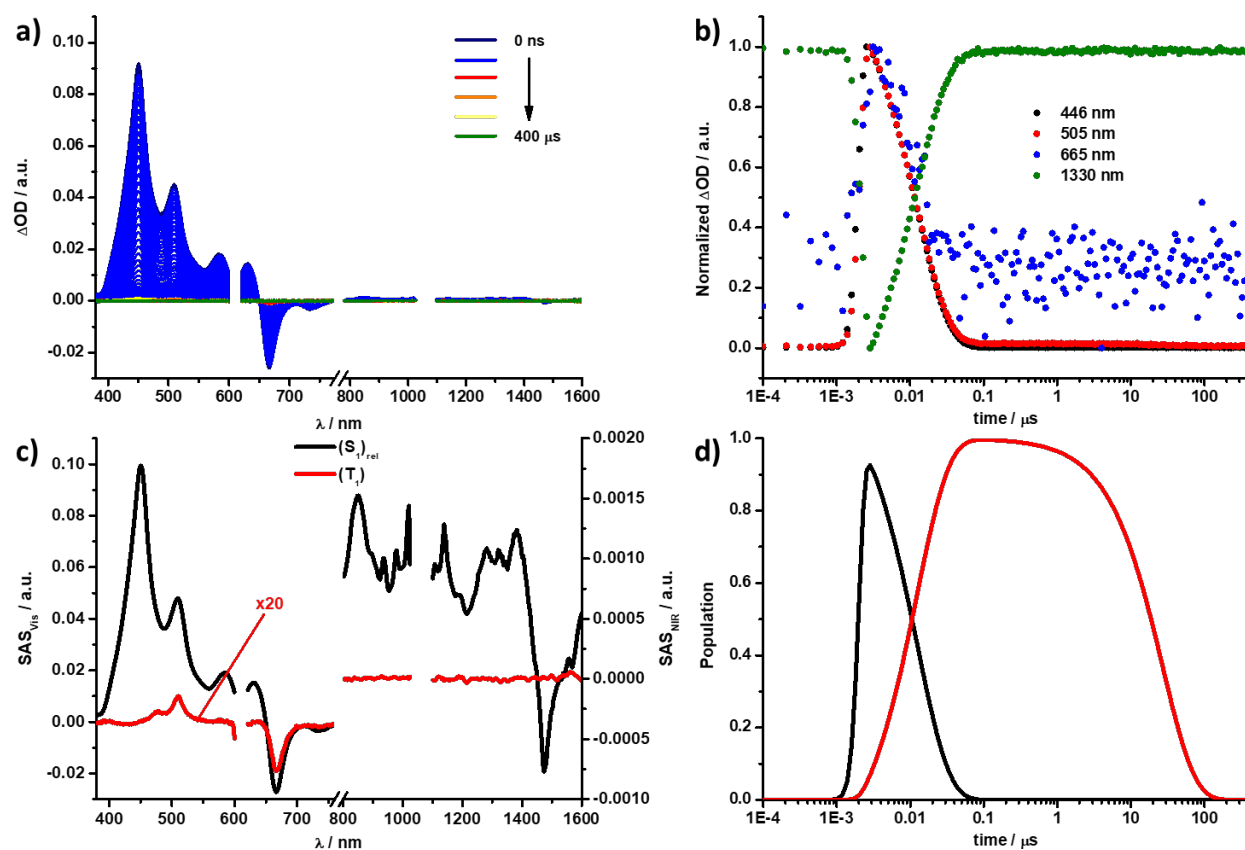 a)
0.10
0.08
0.06
0.04
0.02
0.00
-0.02
ΔOD / a.u.
0 ns
400 μs
400 500 600 700 800 1000 1200 1400 1600
λ / nm
b)
1.0
0.8
0.6
0.4
0.2
0.0
Normalized ΔOD / a.u.
446 nm
505 nm
665 nm
1330 nm
1E-4 1E-3 0.01 0.1 1 10 100
time / μs
c)
0.10
0.08
0.06
0.04
0.02
0.00
-0.02
SAS_Vis / a.u.
(S₁)rel
(T₁)
x20
0.0020
0.0015
0.0010
0.0005
0.0000
-0.0005
-0.0010
SAS_NIR / a.u.
400 500 600 700 800 1000 1200 1400 1600
λ / nm
d)
1.0
0.8
0.6
0.4
0.2
0.0
Population
1E-4 1E-3 0.01 0.1 1 10 100
time / μs